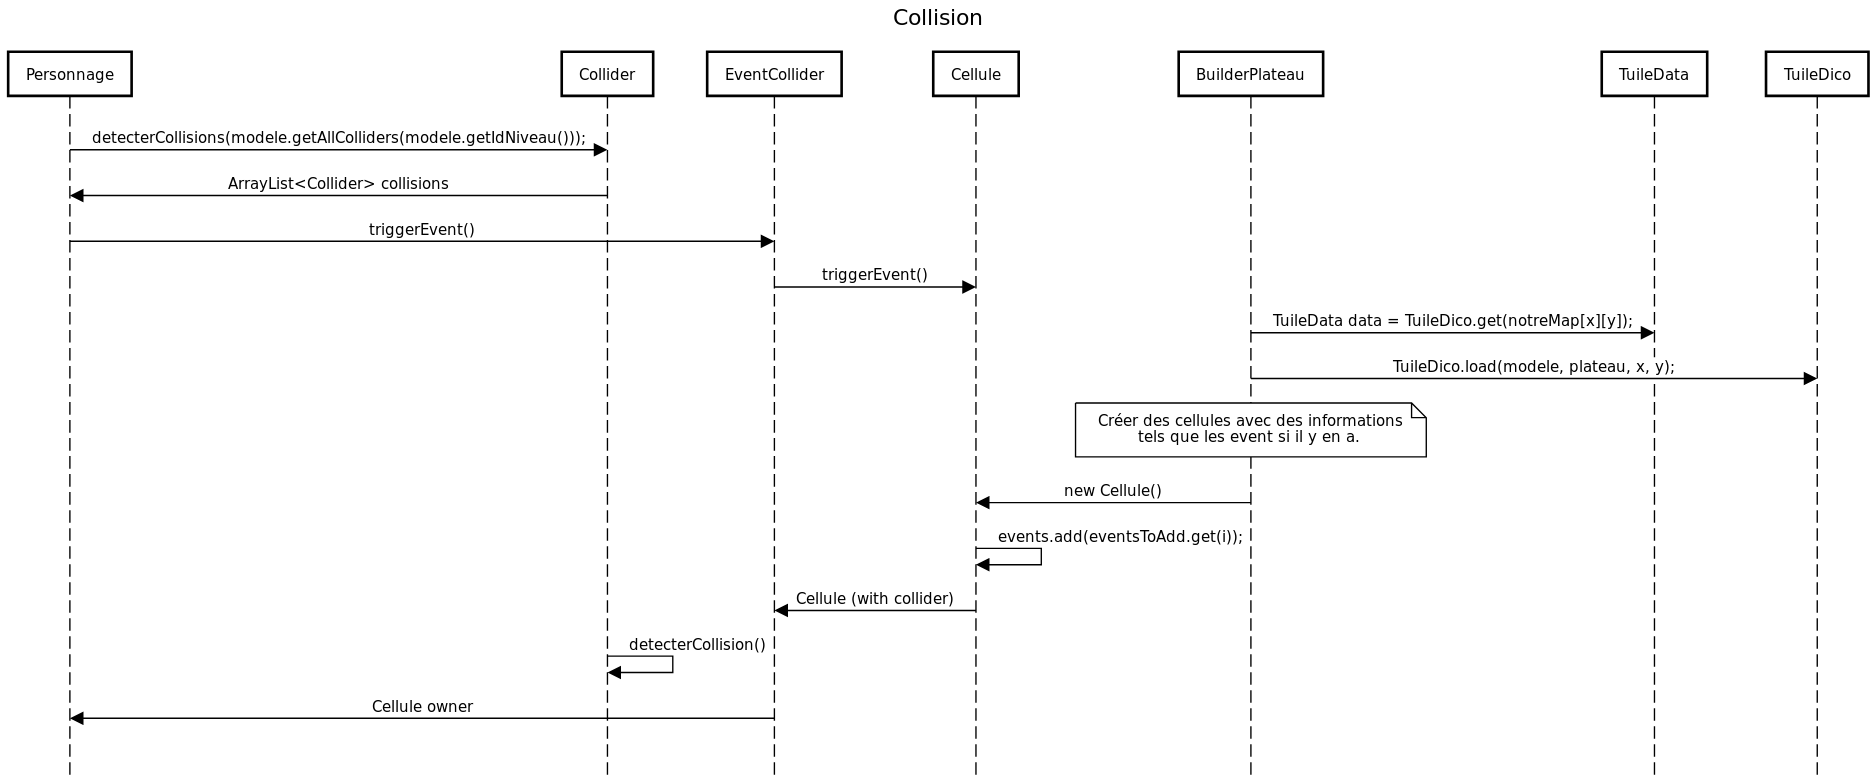 Collision
Personnage
Collider
EventCollider
Cellule
BuilderPlateau
TuileData
TuileDico
detecterCollisions(modele.getAllColliders(modele.getIdNiveau()));
ArrayList<Collider> collisions
triggerEvent()
triggerEvent()
TuileData data = TuileDico.get(notreMap[x][y]);
TuileDico.load(modele, plateau, x, y);
Créer des cellules avec des informations
tels que les event si il y en a.
new Cellule()
events.add(eventsToAdd.get(i));
Cellule (with collider)
detecterCollision()
Cellule owner